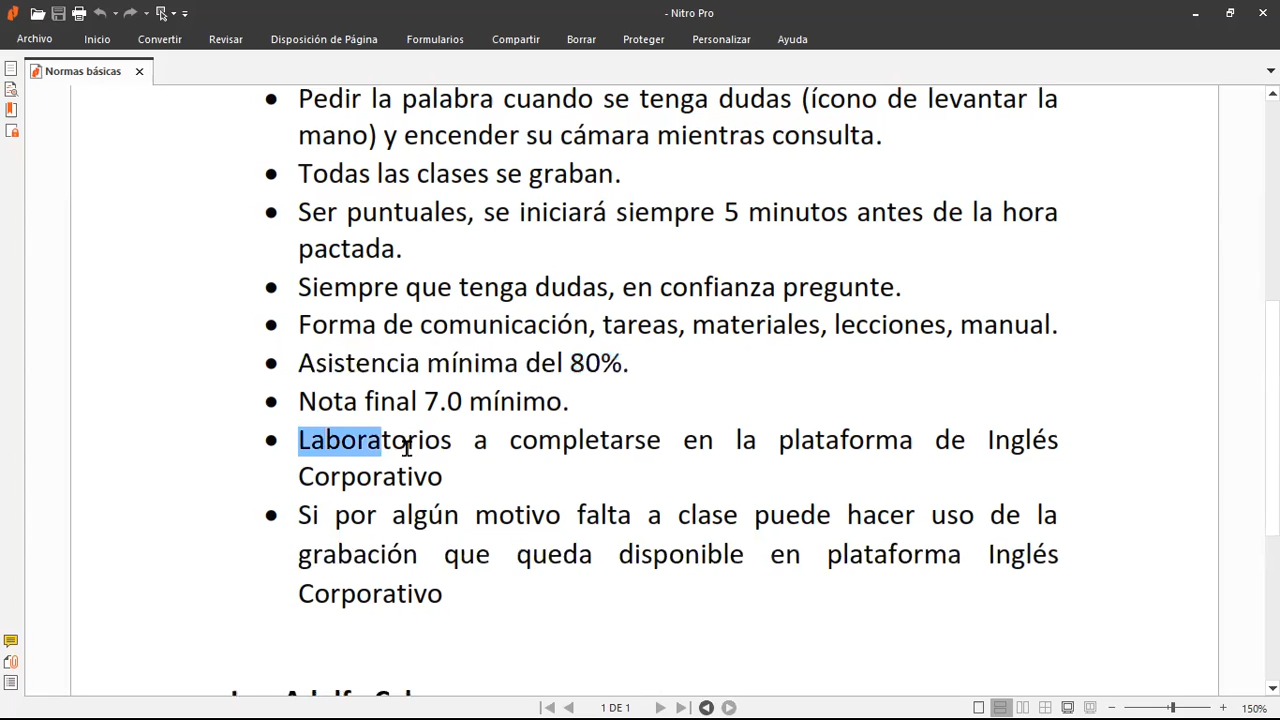 - Nitro Pro
Archivo Inicio Convertir Revisar Disposición de Página Formularios Compartir Borrar Proteger Personalizar Ayuda
Normas básicas
• Pedir la palabra cuando se tenga dudas (ícono de levantar la
mano) y encender su cámara mientras consulta.
• Todas las clases se graban.
• Ser puntuales, se iniciará siempre 5 minutos antes de la hora
pactada.
• Siempre que tenga dudas, en confianza pregunte.
• Forma de comunicación, tareas, materiales, lecciones, manual.
• Asistencia mínima del 80%.
• Nota final 7.0 mínimo.
• Laboratorios a completarse en la plataforma de Inglés
Corporativo
• Si por algún motivo falta a clase puede hacer uso de la
grabación que queda disponible en plataforma Inglés
Corporativo
1 DE 1
150%